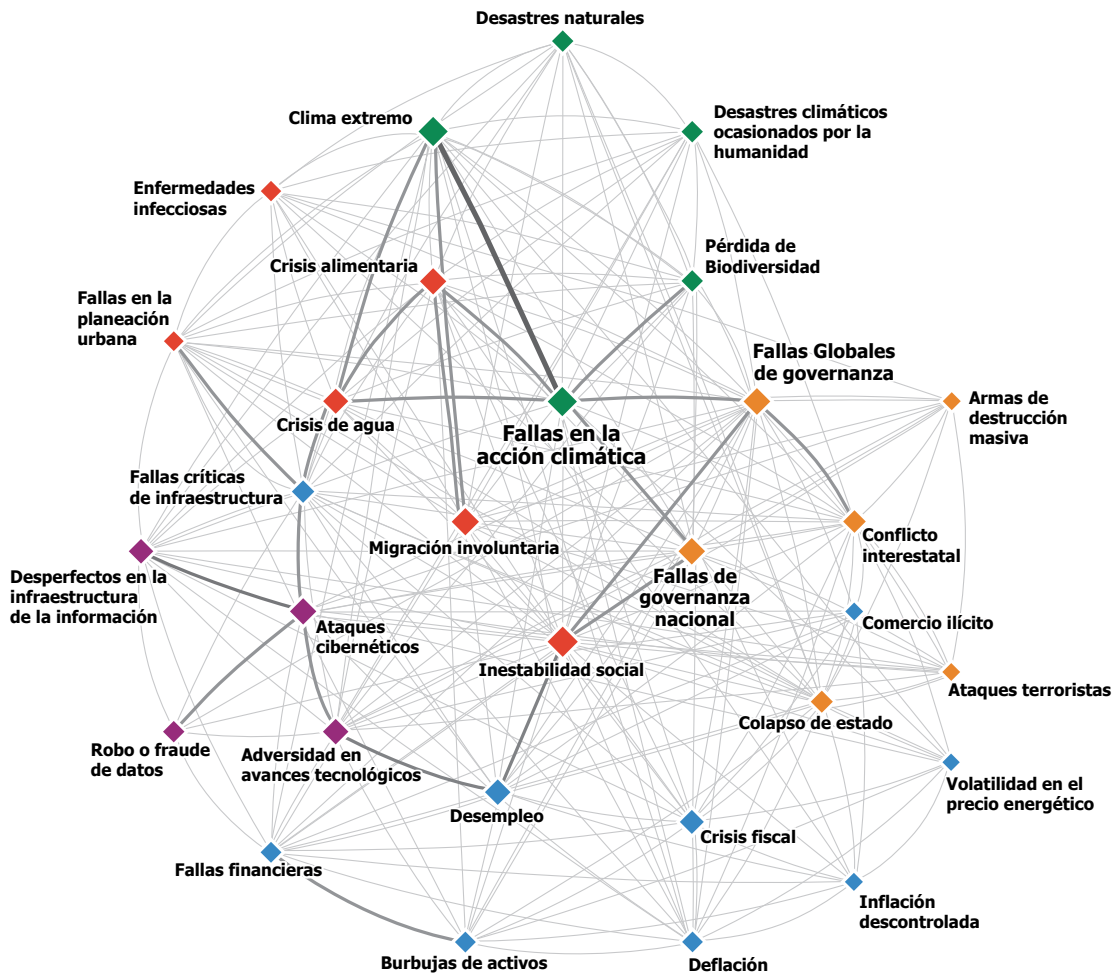 Desastres naturales
Clima extremo
Desastres climáticos
ocasionados por la
humanidad
Enfermedades
infecciosas
Pérdida de
Biodiversidad
Crisis alimentaria
Fallas en la
planeación
urbana
Fallas Globales
de governanza
Armas de
destrucción
masiva
Crisis de agua
Fallas en la
acción climática
Fallas críticas
de infraestructura
Migración involuntaria
Conflicto
interestatal
Desperfectos en la
infraestructura
de la información
Fallas de
governanza
nacional
Ataques
cibernéticos
Comercio ilícito
Inestabilidad social
Ataques terroristas
Colapso de estado
Robo o fraude
de datos
Adversidad en
avances tecnológicos
Volatilidad en el
precio energético
Desempleo
Crisis fiscal
Fallas financieras
Inflación
descontrolada
Burbujas de activos
Deflación